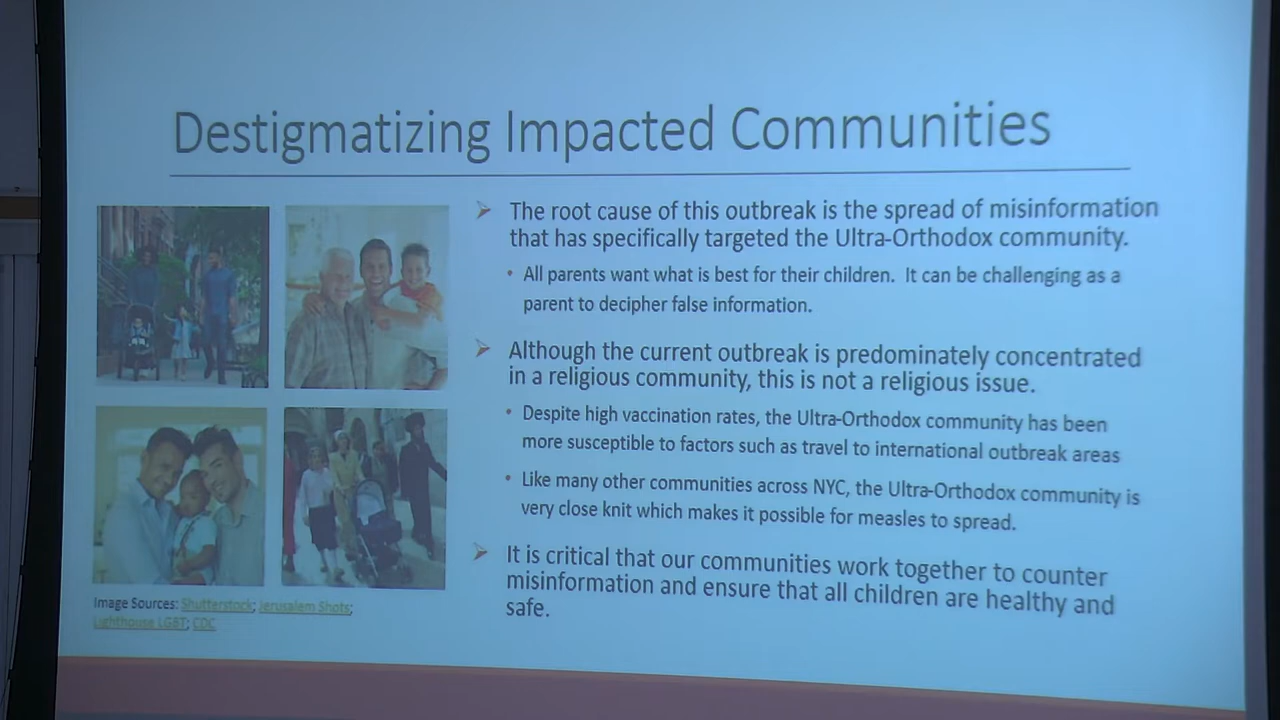 Destigmatizing Impacted Communities
The root cause of this outbreak is the spread of misinformation
that has specifically targeted the Ultra-Orthodox community.
All parents want what is best for their children. It can be challenging as a
parent to decipher false information.
Although the current outbreak is predominately concentrated
in a religious community, this is not a religious issue.
Despite high vaccination rates, the Ultra-Orthodox community has been
more susceptible to factors such as travel to international outbreak areas
Like many other communities across NYC, the Ultra-Orthodox community is
very close knit which makes it possible for measles to spread.
It is critical that our communities work together to counter
misinformation and ensure that all children are healthy and
safe.
Image Sources: Shutterstock; Jerusalem Shots;
Lighthouse LGBT; CDC